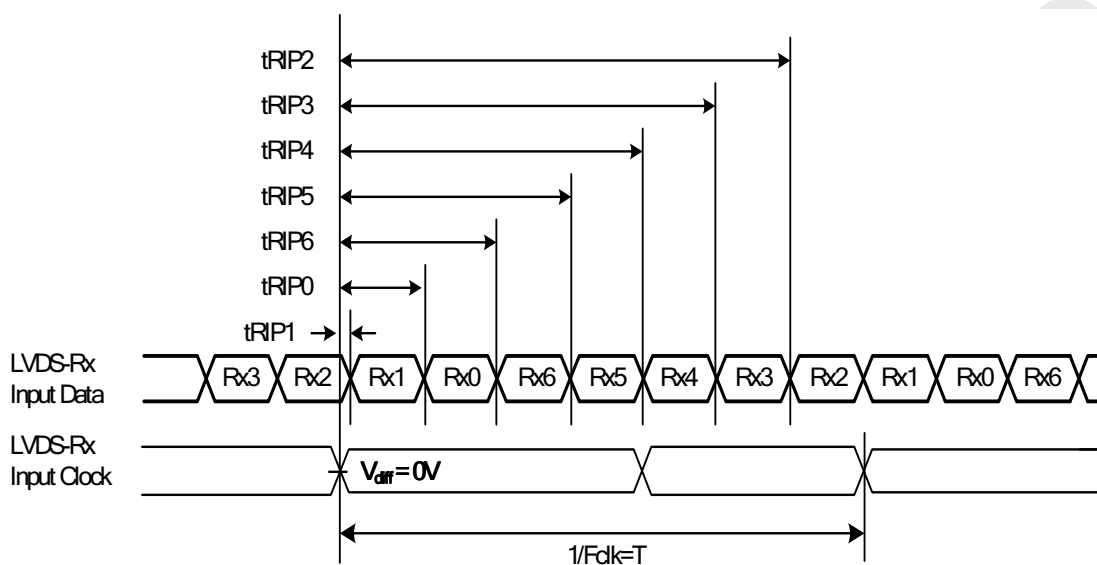 tRIP2
tRIP3
tRIP4
tRIP5
tRIP6
tRIP0
tRIP1
LVDS-Rx
Input Data
Rx3 Rx2 Rx1 Rx0 Rx6 Rx5 Rx4 Rx3 Rx2 Rx1 Rx0 Rx6
LVDS-Rx
Input Clock
Vdiff = 0V
1/Fclk=T